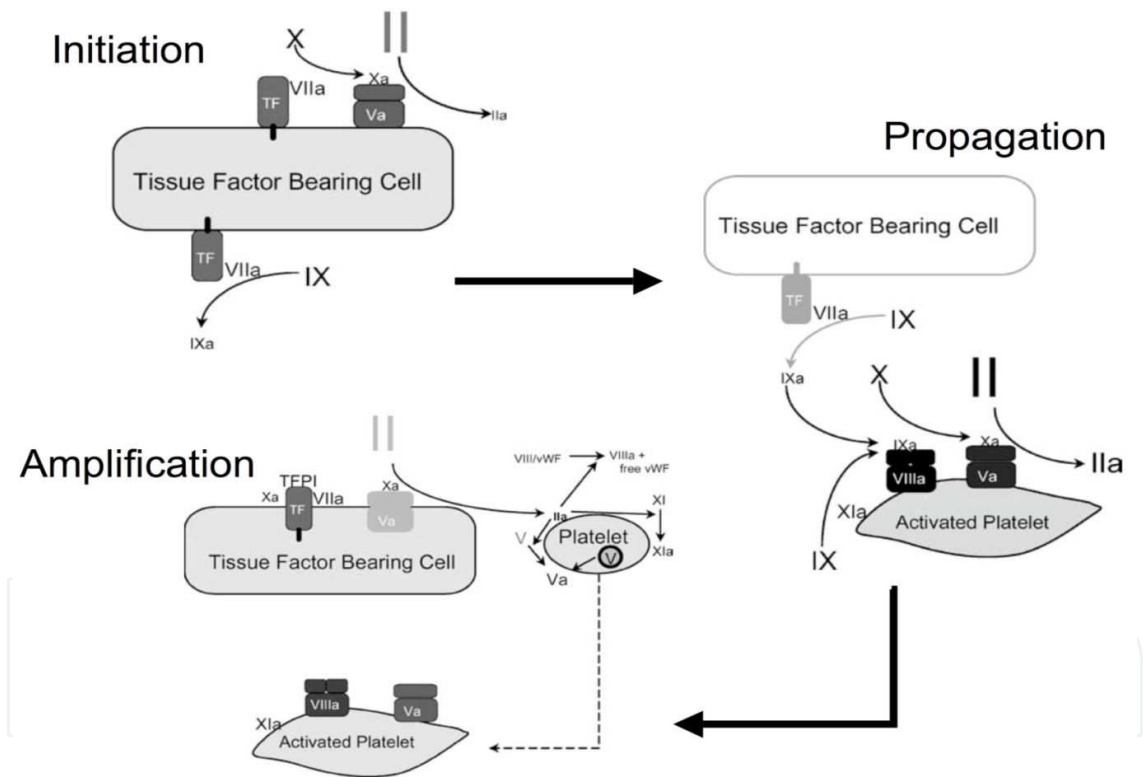 Initiation
X
II
Xa
VIIa
TF
Va
IIa
Tissue Factor Bearing Cell
TF
VIIa
IX
IXa
Propagation
Tissue Factor Bearing Cell
TF
VIIa
IX
IXa
X
II
IXa
Xa
IIa
VIIIa
Va
XIa
Activated Platelet
IX
Amplification
II
VIII/vWF
VIIIa +
free vWF
TFPI
Xa
VIIa
Xa
TF
Va
IIa
XI
V
Platelet
V
XIa
Va
Tissue Factor Bearing Cell
VIIIa
Va
XIa
Activated Platelet